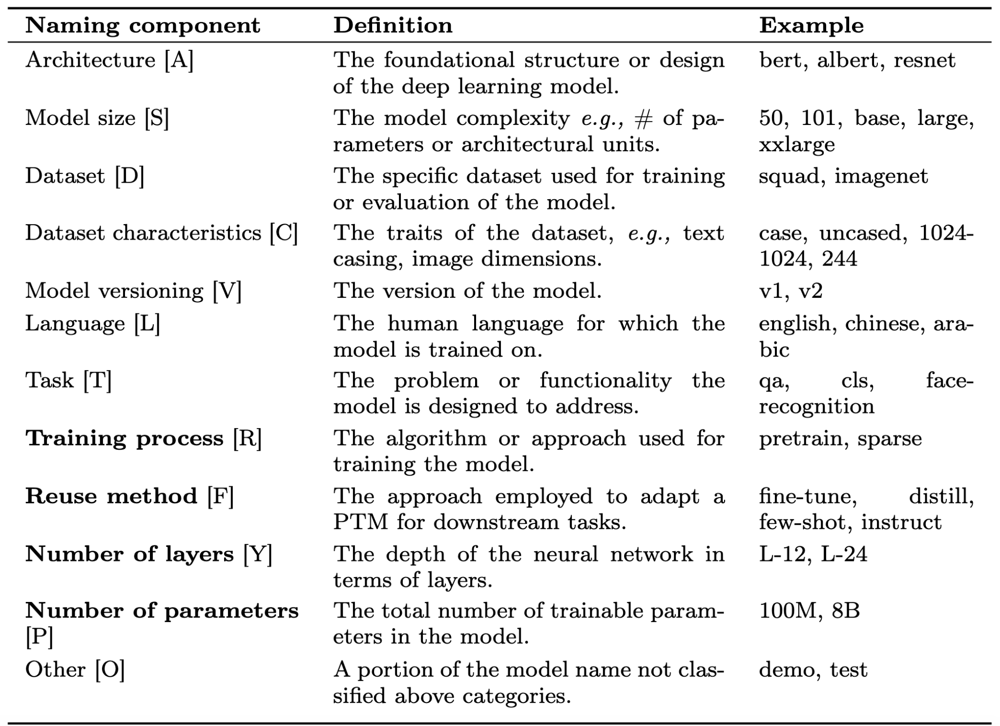 Naming component Definition Example
Architecture [A] The foundational structure or design bert, albert, resnet
of the deep learning model.
Model size [S] The model complexity e.g., # of pa- 50, 101, base, large,
rameters or architectural units. xxlarge
Dataset [D] The specific dataset used for training squad, imagenet
or evaluation of the model.
Dataset characteristics [C] The traits of the dataset, e.g., text case, uncased, 1024-
casing, image dimensions. 1024, 244
Model versioning [V] The version of the model. v1, v2
Language [L] The human language for which the english, chinese, ara-
model is trained on. bic
Task [T] The problem or functionality the qa, cls, face-
model is designed to address. recognition
Training process [R] The algorithm or approach used for pretrain, sparse
training the model.
Reuse method [F] The approach employed to adapt a fine-tune, distill,
PTM for downstream tasks. few-shot, instruct
Number of layers [Y] The depth of the neural network in L-12, L-24
terms of layers.
Number of parameters The total number of trainable param- 100M, 8B
[P] eters in the model.
Other [O] A portion of the model name not clas- demo, test
sified above categories.